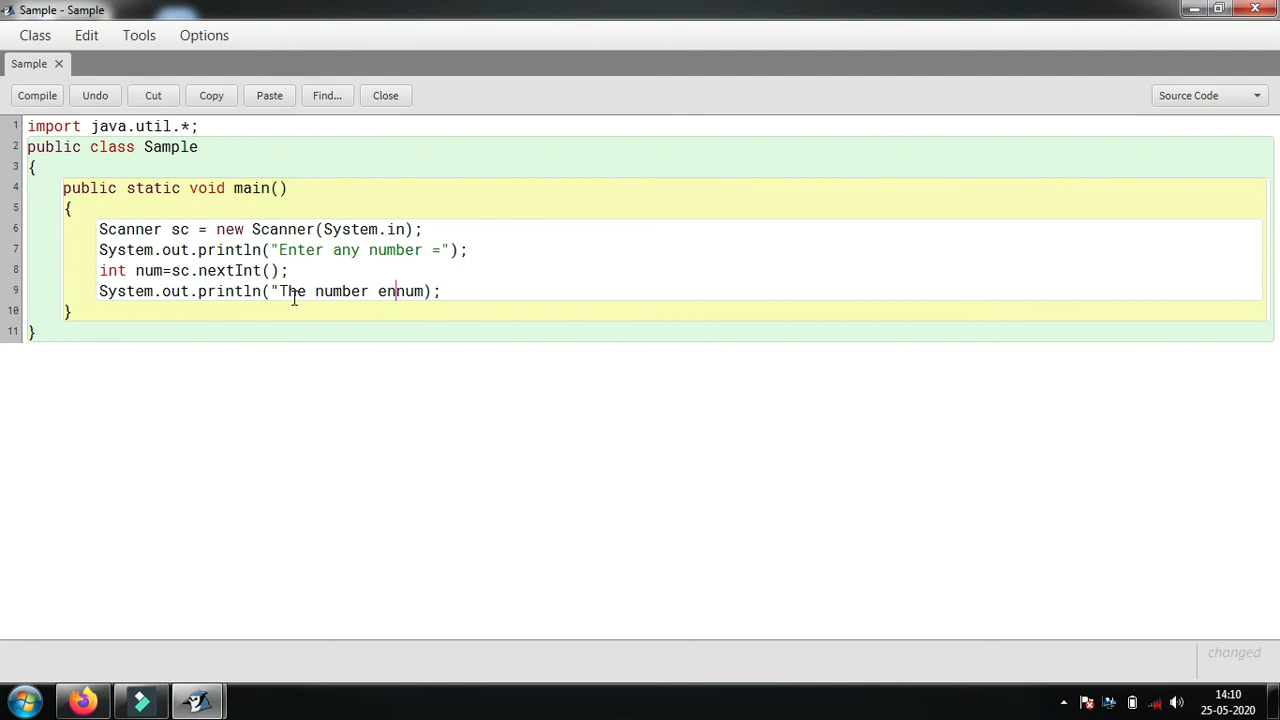 Sample - Sample
Class Edit Tools Options
Sample
Compile Undo Cut Copy Paste Find... Close Source Code
1 import java.util.*;
2 public class Sample
3 {
4 public static void main()
5 {
6 Scanner sc = new Scanner(System.in);
7 System.out.println("Enter any number =");
8 int num=sc.nextInt();
9 System.out.println("The number ennum);
10 }
11 }
changed
14:10
25-05-2020